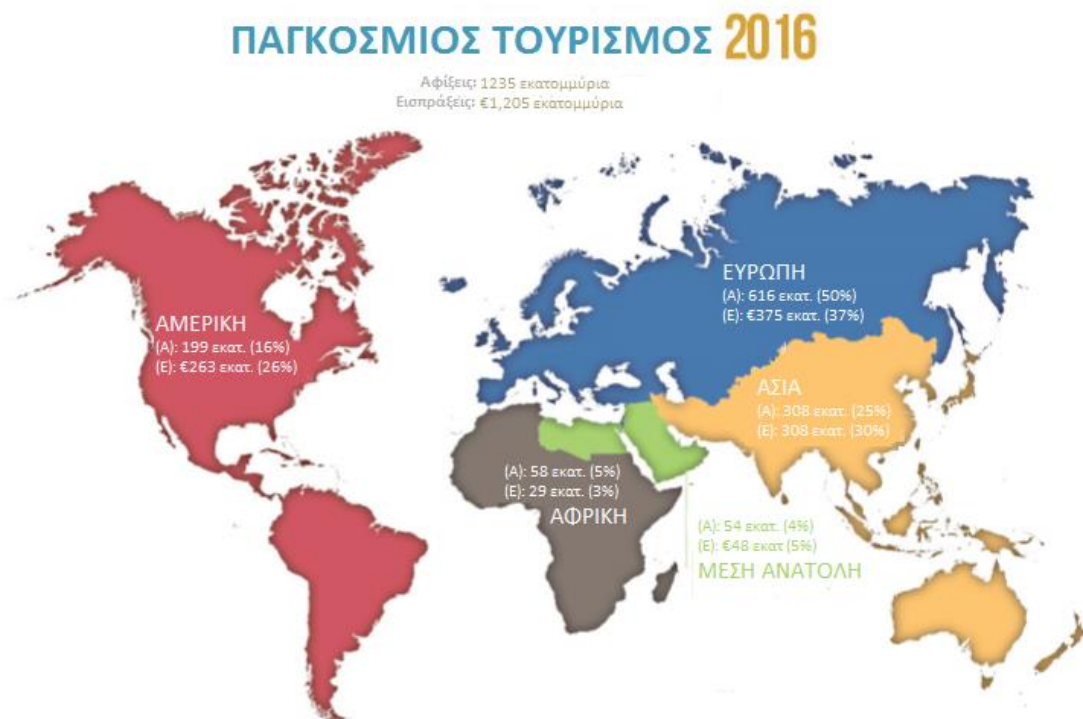 ΠΑΓΚΟΣΜΙΟΣ ΤΟΥΡΙΣΜΟΣ 2016
Αφίξεις: 1235 εκατομμύρια
Εισπράξεις: €1,205 εκατομμύρια
ΕΥΡΩΠΗ
(Α): 616 εκατ. (50%)
(Ε): €375 εκατ. (37%)
ΑΜΕΡΙΚΗ
(Α): 199 εκατ. (16%)
(Ε): €263 εκατ. (26%)
ΑΣΙΑ
(Α): 308 εκατ. (25%)
(Ε): 308 εκατ. (30%)
(Α): 58 εκατ. (5%)
(Ε): 29 εκατ. (3%)
ΑΦΡΙΚΗ
(Α): 54 εκατ. (4%)
(Ε): €48 εκατ (5%)
ΜΕΣΗ ΑΝΑΤΟΛΗ